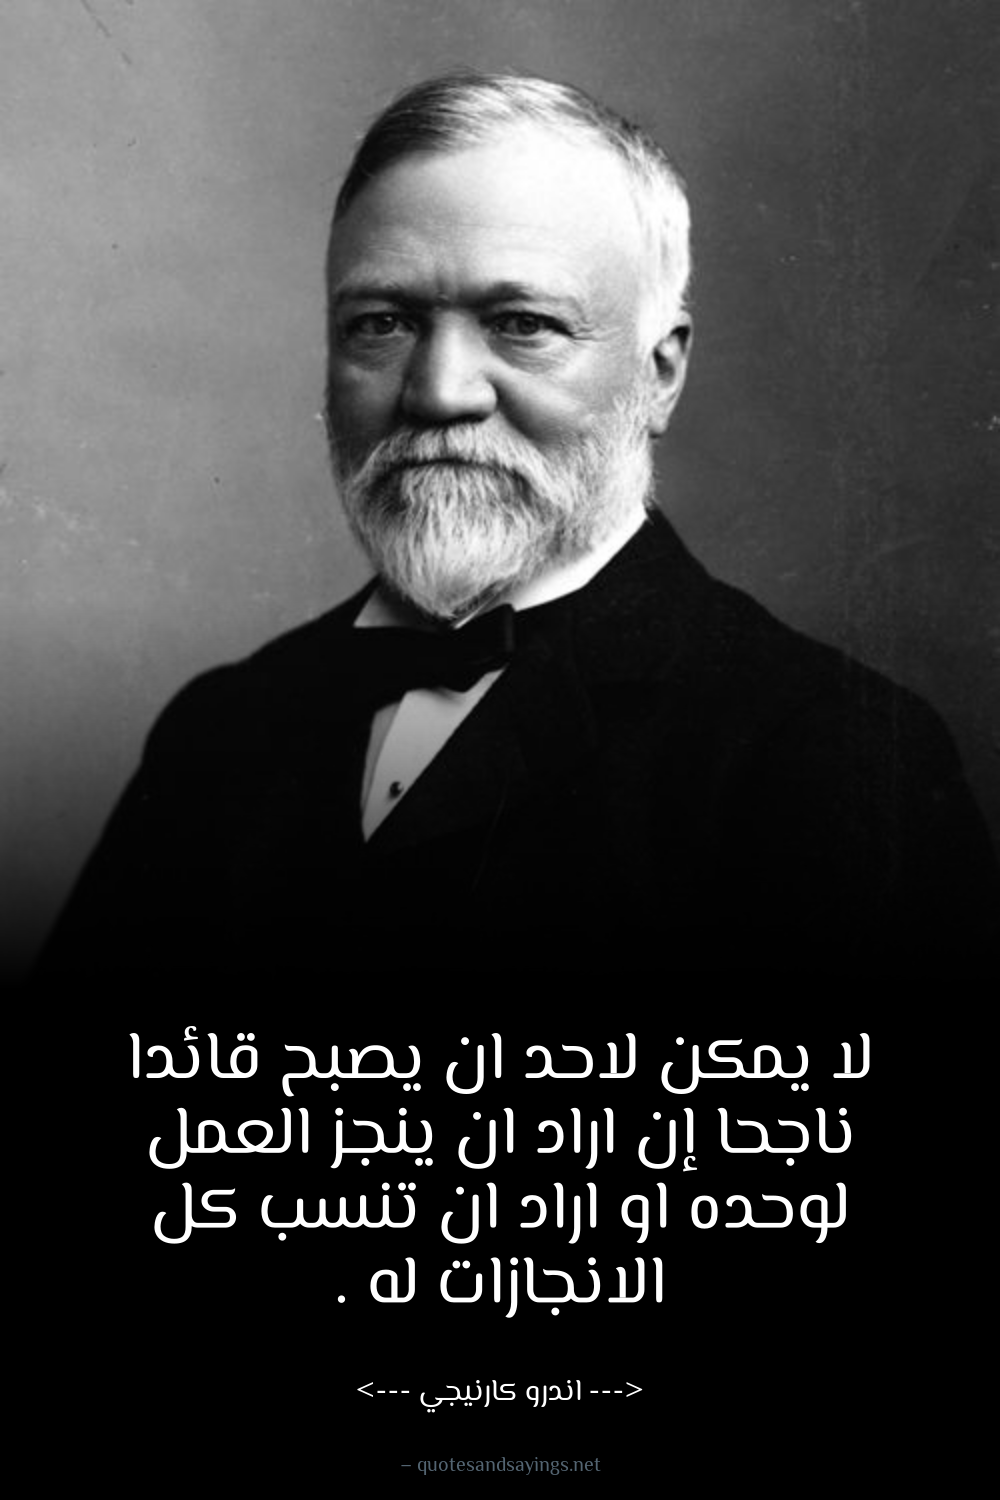 لا يمكن لاحد ان يصبح قائدا
ناجحا إن اراد ان ينجز العمل
لوحده او اراد ان تنسب كل
الانجازات له .
<--- اندرو كارنيجي --->
– quotesandsayings.net